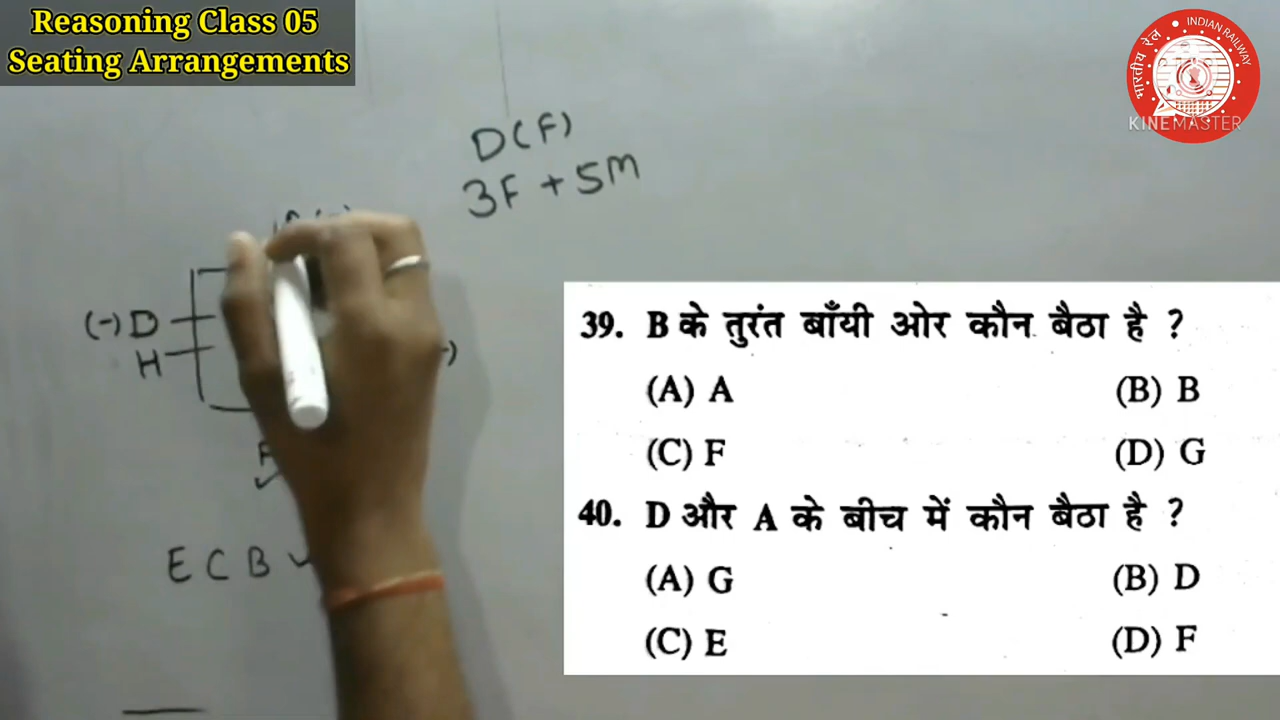 Reasoning Class 05
Seating Arrangements
भारतीय रेल INDIAN RAILWAY
KINEMASTER
D(F)
3F + 5M
(-) D
H
E C B
39. B के तुरंत बाँयी ओर कौन बैठा है ?
(A) A (B) B
(C) F (D) G
40. D और A के बीच में कौन बैठा है ?
(A) G (B) D
(C) E (D) F